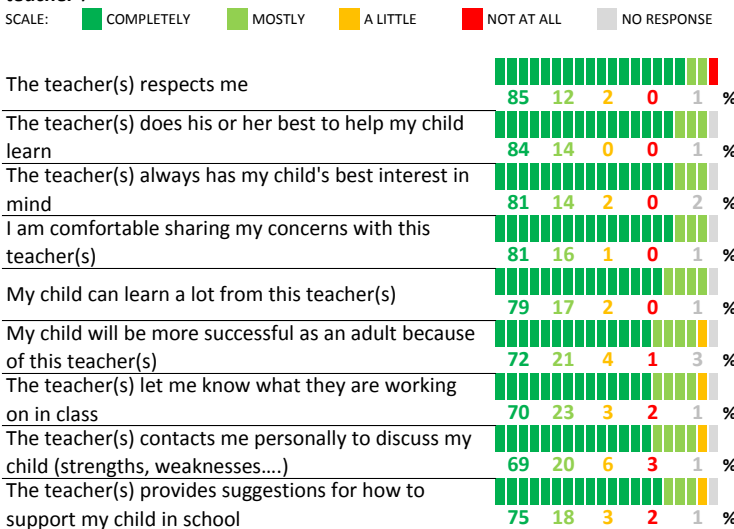 teacher?
SCALE: COMPLETELY MOSTLY A LITTLE NOT AT ALL NO RESPONSE
The teacher(s) respects me
85 12 2 0 1 %
The teacher(s) does his or her best to help my child
learn
84 14 0 0 1 %
The teacher(s) always has my child's best interest in
mind
81 14 2 0 2 %
I am comfortable sharing my concerns with this
teacher(s)
81 16 1 0 1 %
My child can learn a lot from this teacher(s)
79 17 2 0 1 %
My child will be more successful as an adult because
of this teacher(s)
72 21 4 1 3 %
The teacher(s) let me know what they are working
on in class
70 23 3 2 1 %
The teacher(s) contacts me personally to discuss my
child (strengths, weaknesses....)
69 20 6 3 1 %
The teacher(s) provides suggestions for how to
support my child in school
75 18 3 2 1 %